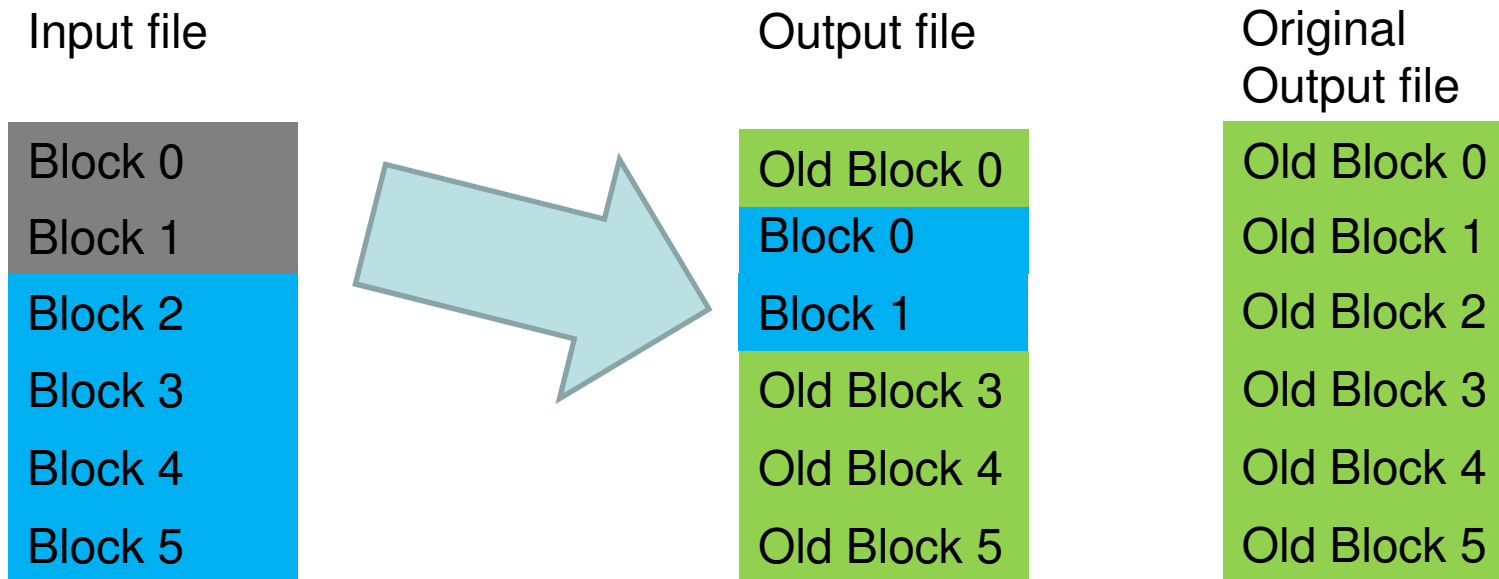 Input file
Block 0
Block 1
Block 2
Block 3
Block 4
Block 5
Output file
Old Block 0
Block 0
Block 1
Old Block 3
Old Block 4
Old Block 5
Original
Output file
Old Block 0
Old Block 1
Old Block 2
Old Block 3
Old Block 4
Old Block 5